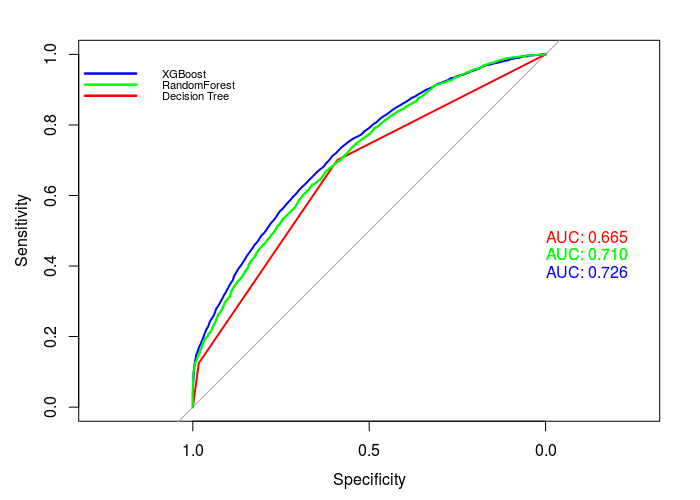 XGBoost
RandomForest
Decision Tree
AUC: 0.665
AUC: 0.710
AUC: 0.726
Sensitivity
1.0
0.8
0.6
0.4
0.2
0.0
1.0 0.5 0.0
Specificity